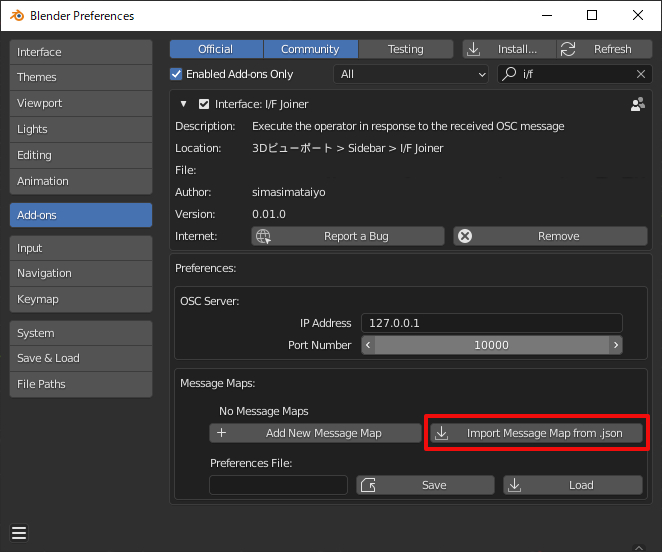 Blender Preferences
Interface
Themes
Viewport
Lights
Editing
Animation
Add-ons
Input
Navigation
Keymap
System
Save & Load
File Paths
Official Community Testing Install... Refresh
Enabled Add-ons Only All i/f
Interface: I/F Joiner
Description: Execute the operator in response to the received OSC message
Location: 3Dビューポート > Sidebar > I/F Joiner
File:
Author: simasimataiyo
Version: 0.01.0
Internet: Report a Bug Remove
Preferences:
OSC Server:
IP Address 127.0.0.1
Port Number 10000
Message Maps:
No Message Maps
Add New Message Map Import Message Map from .json
Preferences File:
Save Load